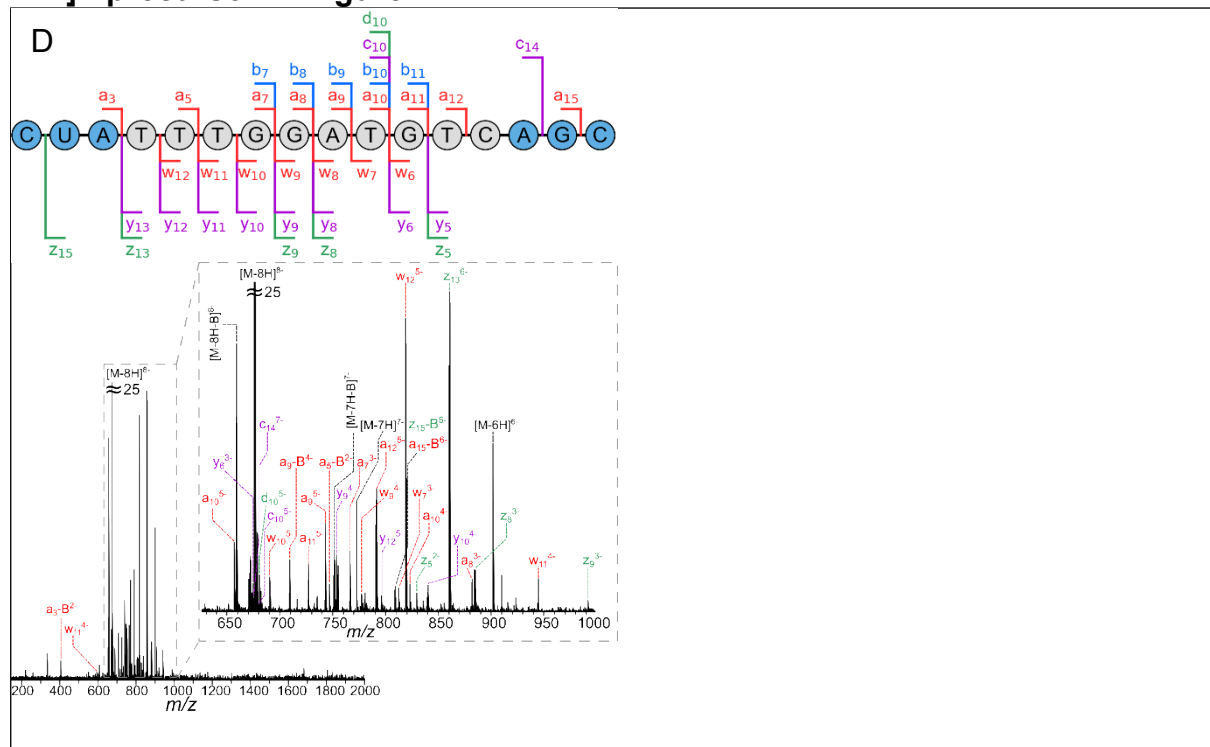 D
d10
c10 c14
b7 b8 b9 b10 b11
a3 a5 a7 a8 a9 a10 a11 a12 a15
C U A T T T G G A T G T C A G C
w12 w11 w10 w9 w8 w7 w6
y13 y12 y11 y10 y9 y8 y6 y5
z15 z13 z9 z8 z5
[M-8H]8-
≈25
[M-8H-B]8-
w12 5-
z13 6-
[M-8H]8-
≈25
c14 7-
y6 3-
a10 5-
d10 5-
c10 5-
w10 5-
a9-B4-
a11 5-
a9 5-
a5-B2-
[M-7H-B]7-
y9 4-
a7 3-
[M-7H]7-
w9 4-
a12 5-
y12 5-
z15-B6-
a15-B6-
w7 3-
a10 4-
z5 2-
y10 4-
a8 3-
[M-6H]6-
z8 3-
w11 4-
z9 3-
650 700 750 800 850 900 950 1000
m/z
a3-B2-
w11 4-
200 400 600 800 1000 1200 1400 1600 1800 2000
m/z